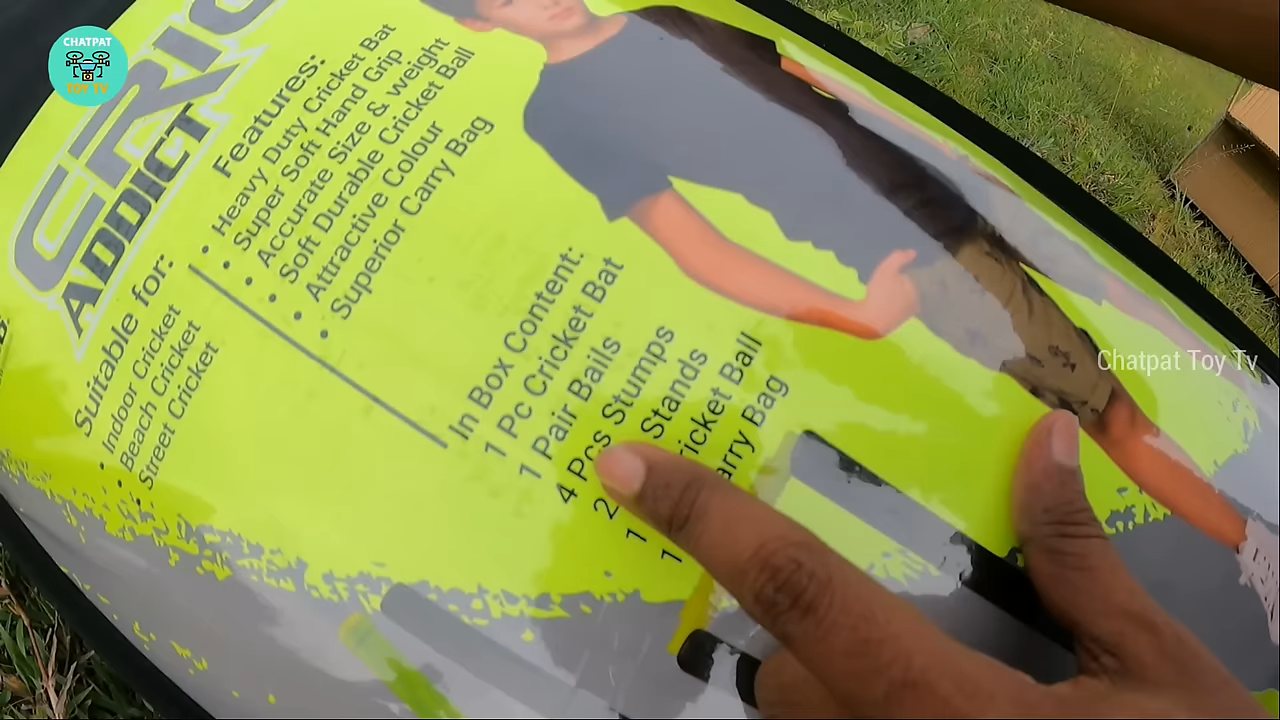 CHATPAT
TOY TV
CRIC
ADDICT
Features:
• Heavy Duty Cricket Bat
• Super Soft Hand Grip
• Accurate Size & weight
• Soft Durable Cricket Ball
• Attractive Colour
• Superior Carry Bag
Suitable for:
• Indoor Cricket
• Beach Cricket
• Street Cricket
In Box Content:
1 Pc Cricket Bat
1 Pair Bails
4 Pcs Stumps
2 Stands
1 ricket Ball
1 arry Bag
Chatpat Toy Tv